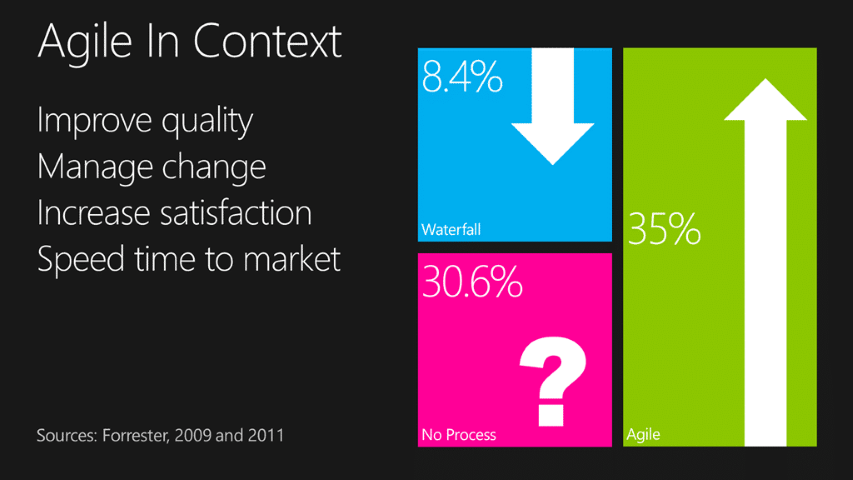 Agile In Context
Improve quality
Manage change
Increase satisfaction
Speed time to market
Sources: Forrester, 2009 and 2011
8.4%
Waterfall
30.6%
?
No Process
35%
Agile